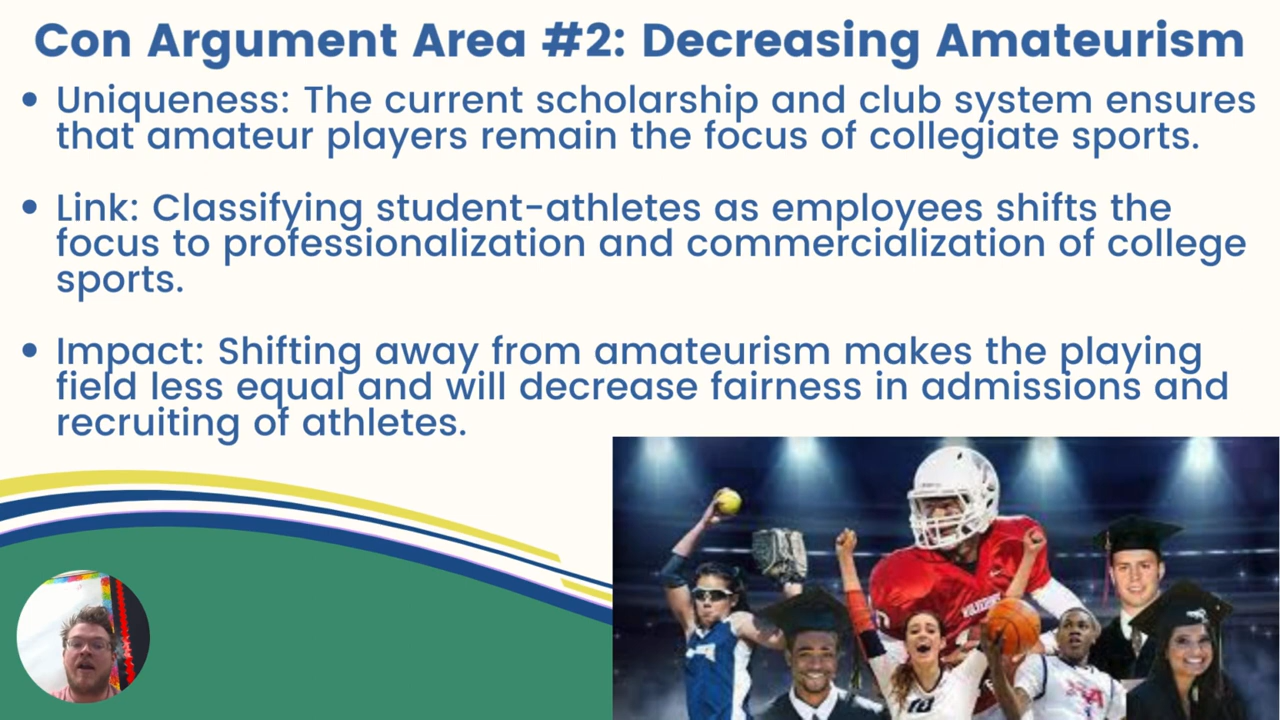 Con Argument Area #2: Decreasing Amateurism
• Uniqueness: The current scholarship and club system ensures
that amateur players remain the focus of collegiate sports.
• Link: Classifying student-athletes as employees shifts the
focus to professionalization and commercialization of college
sports.
• Impact: Shifting away from amateurism makes the playing
field less equal and will decrease fairness in admissions and
recruiting of athletes.